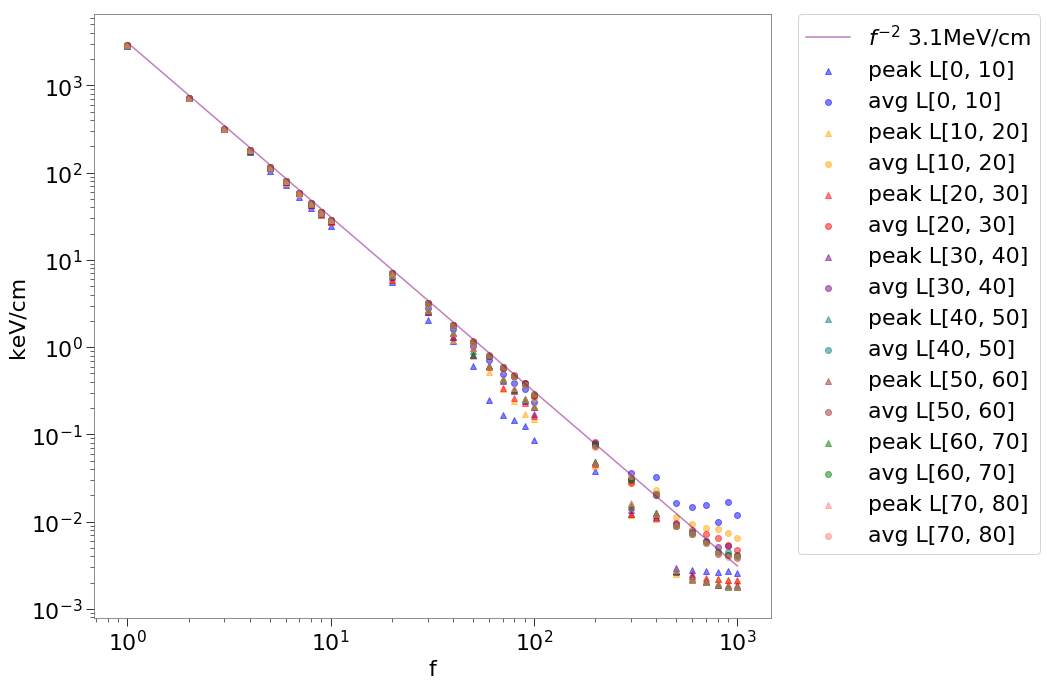 10³
10²
10¹
10⁰
10⁻¹
10⁻²
10⁻³
keV/cm
10⁰ 10¹ 10² 10³
f
f⁻² 3.1MeV/cm
peak L[0, 10]
avg L[0, 10]
peak L[10, 20]
avg L[10, 20]
peak L[20, 30]
avg L[20, 30]
peak L[30, 40]
avg L[30, 40]
peak L[40, 50]
avg L[40, 50]
peak L[50, 60]
avg L[50, 60]
peak L[60, 70]
avg L[60, 70]
peak L[70, 80]
avg L[70, 80]